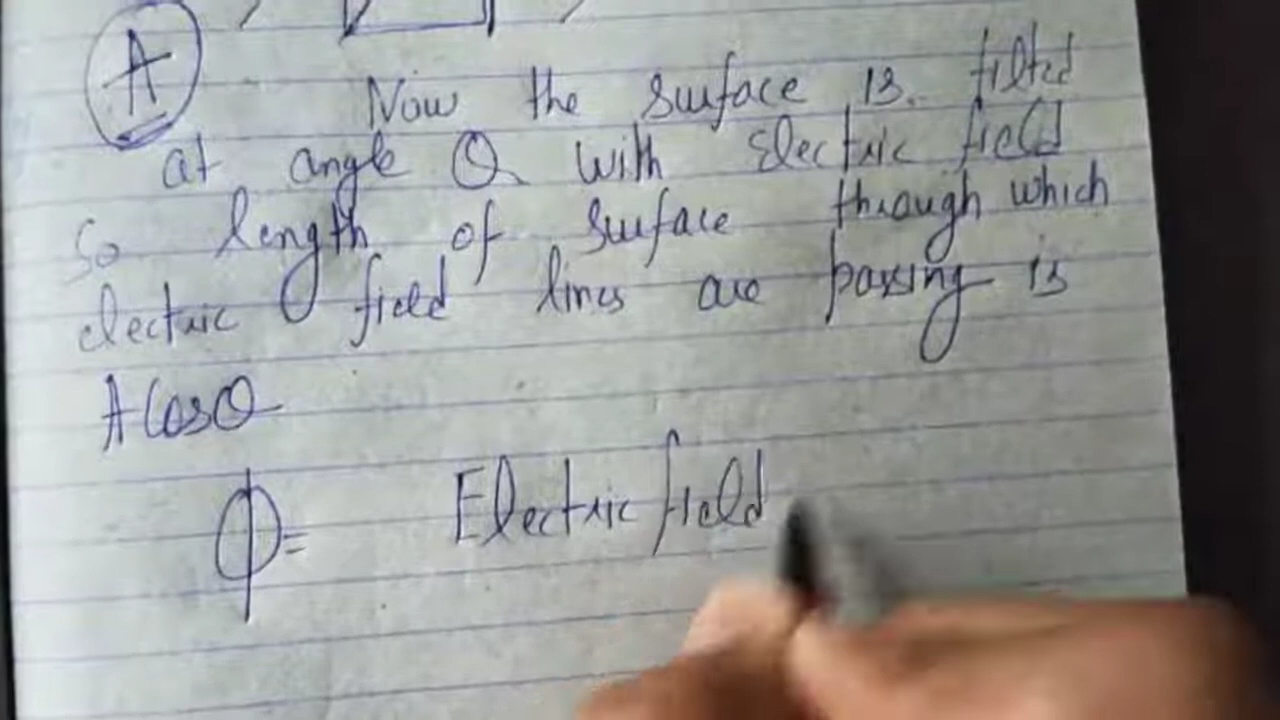 A
Now the surface is tilted
at angle θ with Electric field
So length of surface through which
electric field lines are passing is
A Cosθ
Φ= Electric field